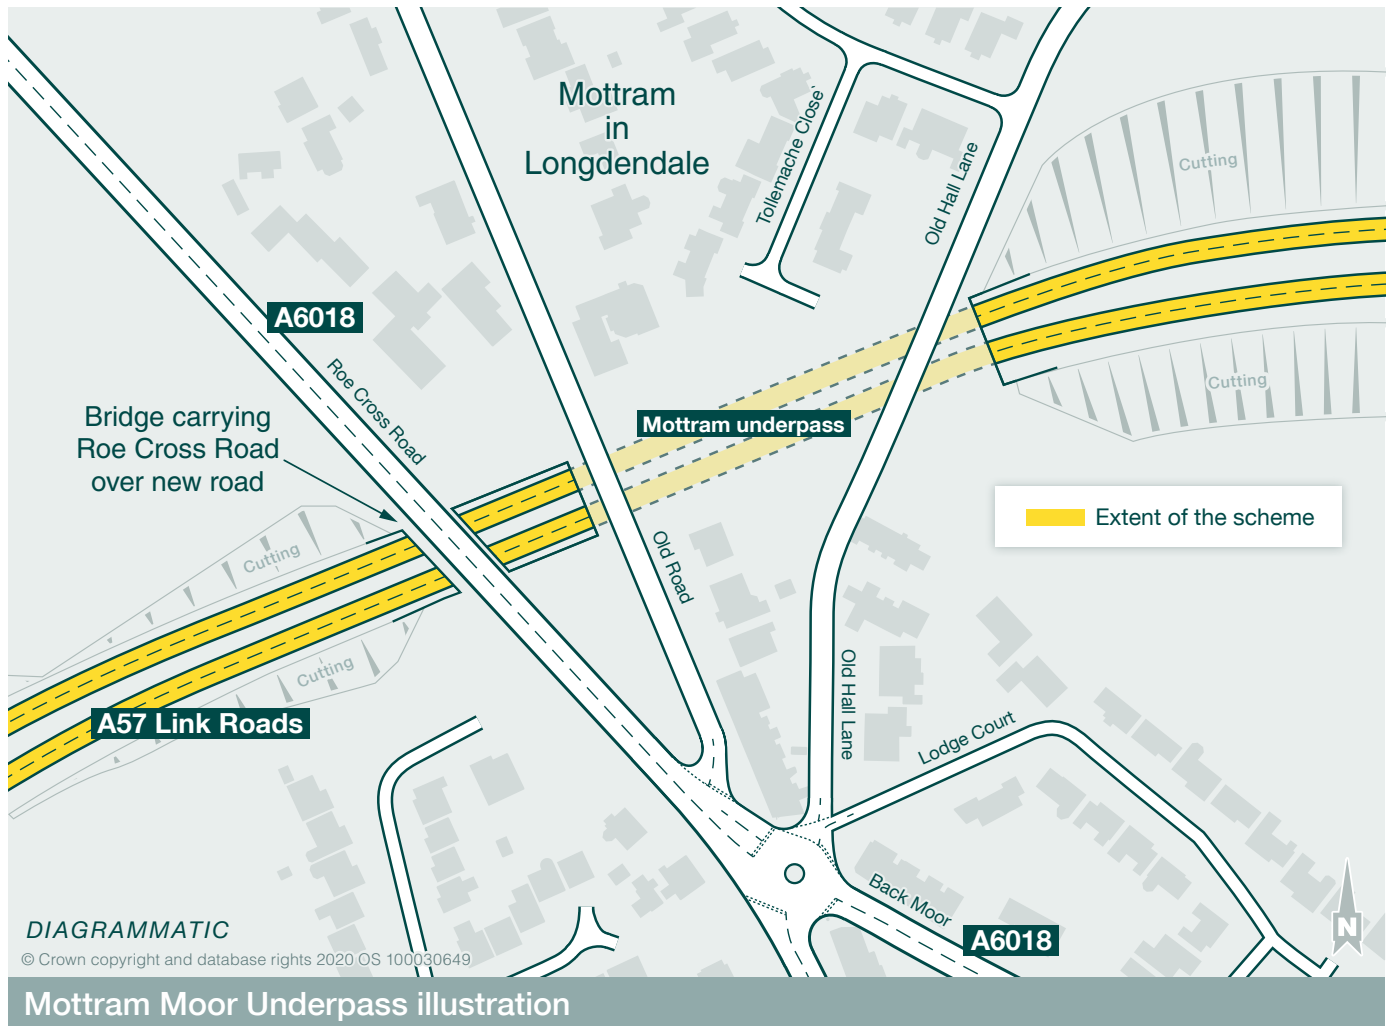 Mottram
in
Longdendale
Tollemache Close
Old Hall Lane
Cutting
A6018
Roe Cross Road
Cutting
Bridge carrying
Roe Cross Road
over new road
Mottram underpass
Extent of the scheme
Cutting
Old Road
Cutting
A57 Link Roads
Old Hall Lane
Lodge Court
Back Moor
A6018
N
DIAGRAMMATIC
© Crown copyright and database rights 2020 OS 100030649
Mottram Moor Underpass illustration